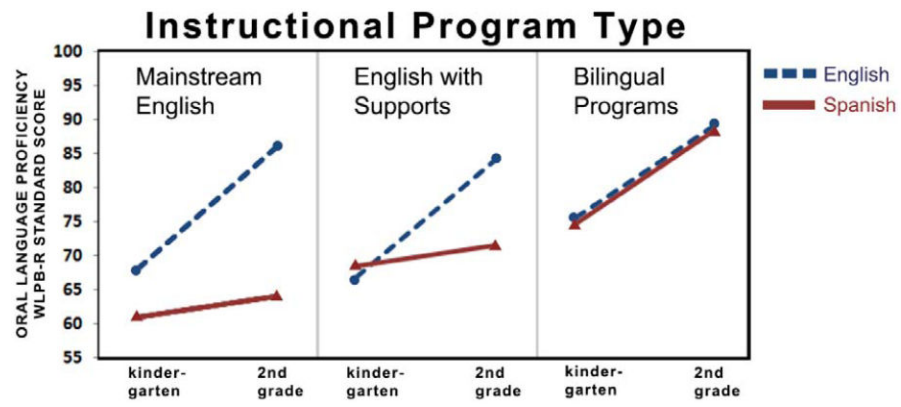 Instructional Program Type
ORAL LANGUAGE PROFICIENCY
WLPB-R STANDARD SCORE
100
95
90
85
80
75
70
65
60
55
Mainstream
English
English with
Supports
Bilingual
Programs
English
Spanish
kinder-
garten
2nd
grade
kinder-
garten
2nd
grade
kinder-
garten
2nd
grade